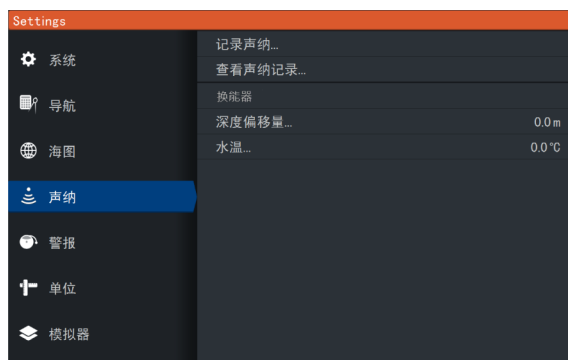 Settings
系统
导航
海图
声纳
警报
单位
模拟器
记录声纳...
查看声纳记录...
换能器
深度偏移量... 0.0 m
水温... 0.0 °C